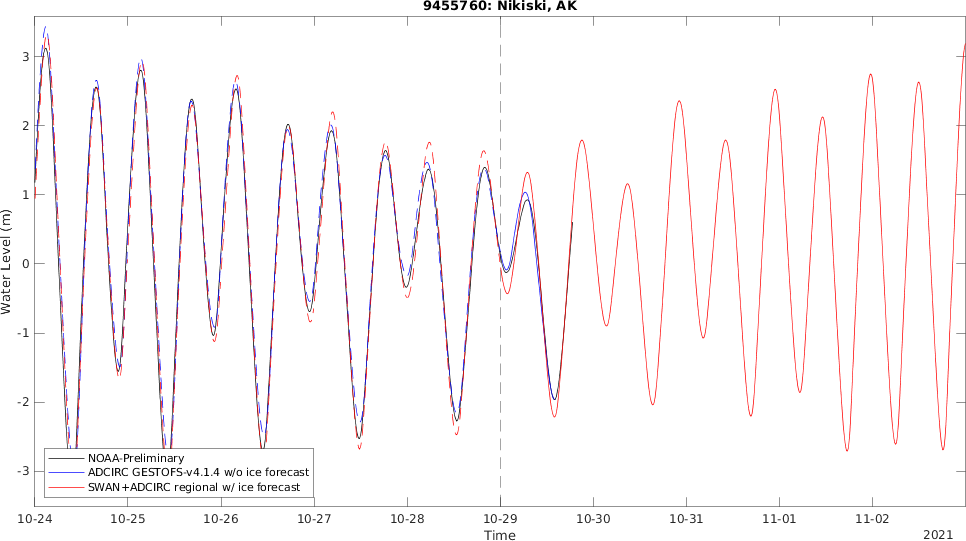 9455760: Nikiski, AK
Water Level (m)
3
2
1
0
-1
-2
-3
NOAA-Preliminary
ADCIRC GESTOFS-v4.1.4 w/o ice forecast
SWAN+ADCIRC regional w/ ice forecast
10-24 10-25 10-26 10-27 10-28 10-29 10-30 10-31 11-01 11-02
Time
2021